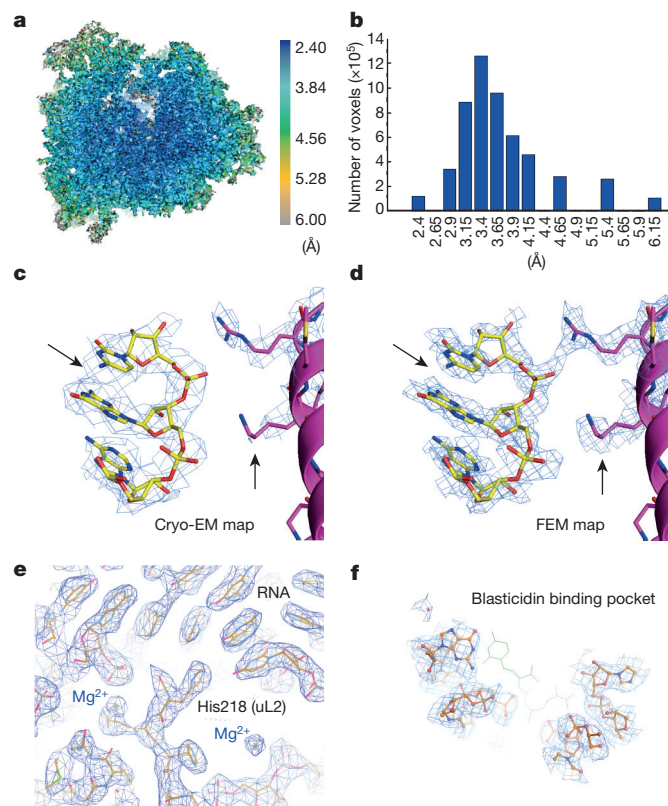 a
2.40
3.84
4.56
5.28
6.00
(Å)
b
Number of voxels (×10⁵)
14
12
10
8
6
4
2
0
2.4
2.65
2.9
3.15
3.4
3.65
3.9
4.15
4.4
4.65
4.9
5.15
5.4
5.65
5.9
6.15
(Å)
c
Cryo-EM map
d
FEM map
e
RNA
Mg²⁺
His218 (uL2)
Mg²⁺
f
Blasticidin binding pocket